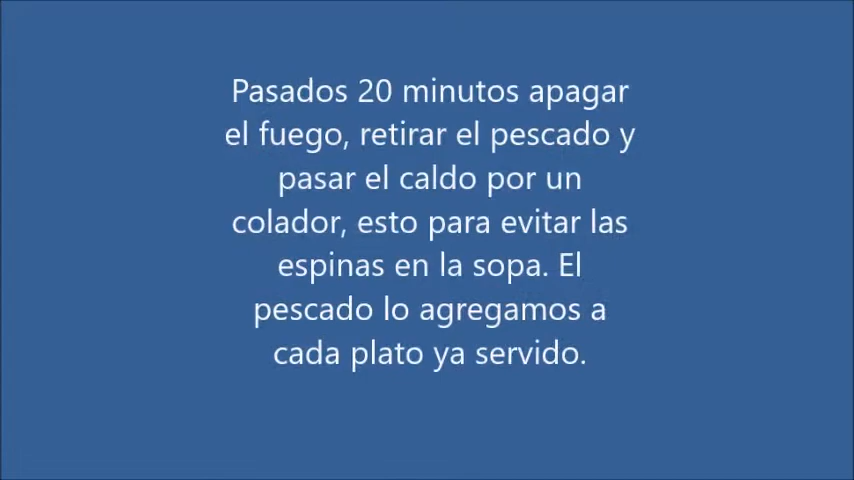 Pasados 20 minutos apagar
el fuego, retirar el pescado y
pasar el caldo por un
colador, esto para evitar las
espinas en la sopa. El
pescado lo agregamos a
cada plato ya servido.